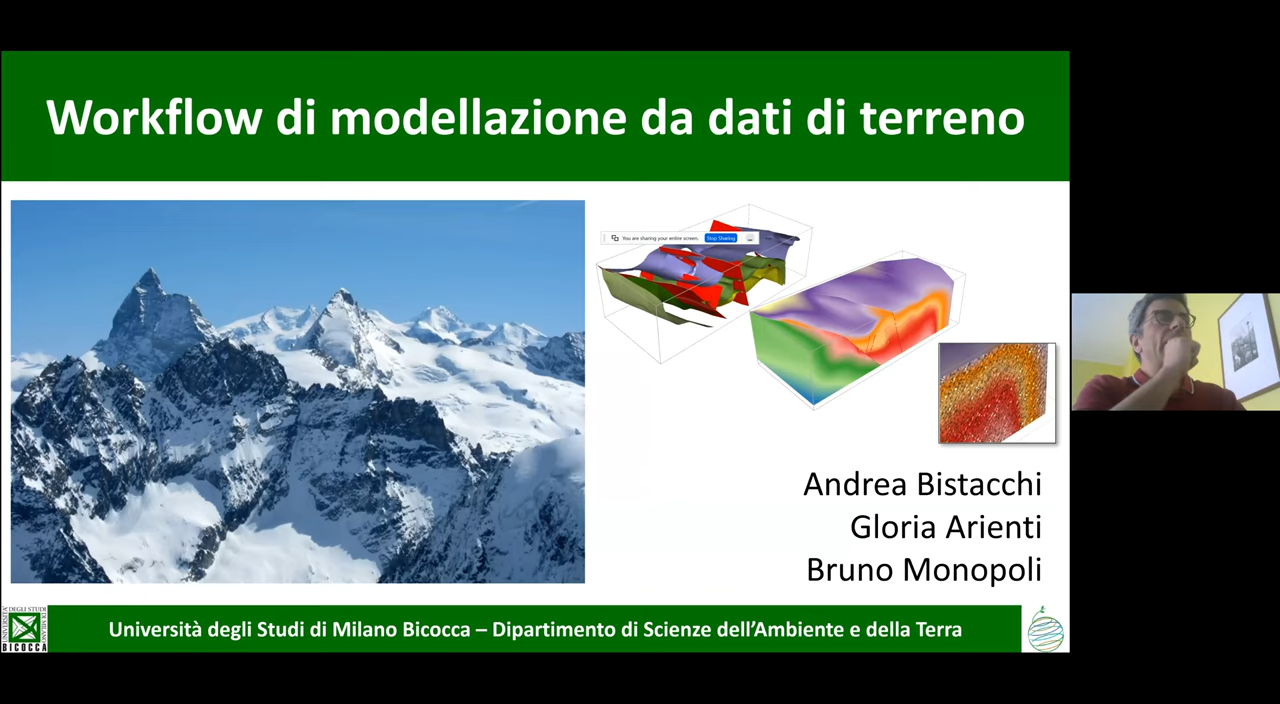 Workflow di modellazione da dati di terreno
You are sharing your entire screen. Stop Sharing
Andrea Bistacchi
Gloria Arienti
Bruno Monopoli
Università degli Studi di Milano Bicocca – Dipartimento di Scienze dell'Ambiente e della Terra
BICOCCA